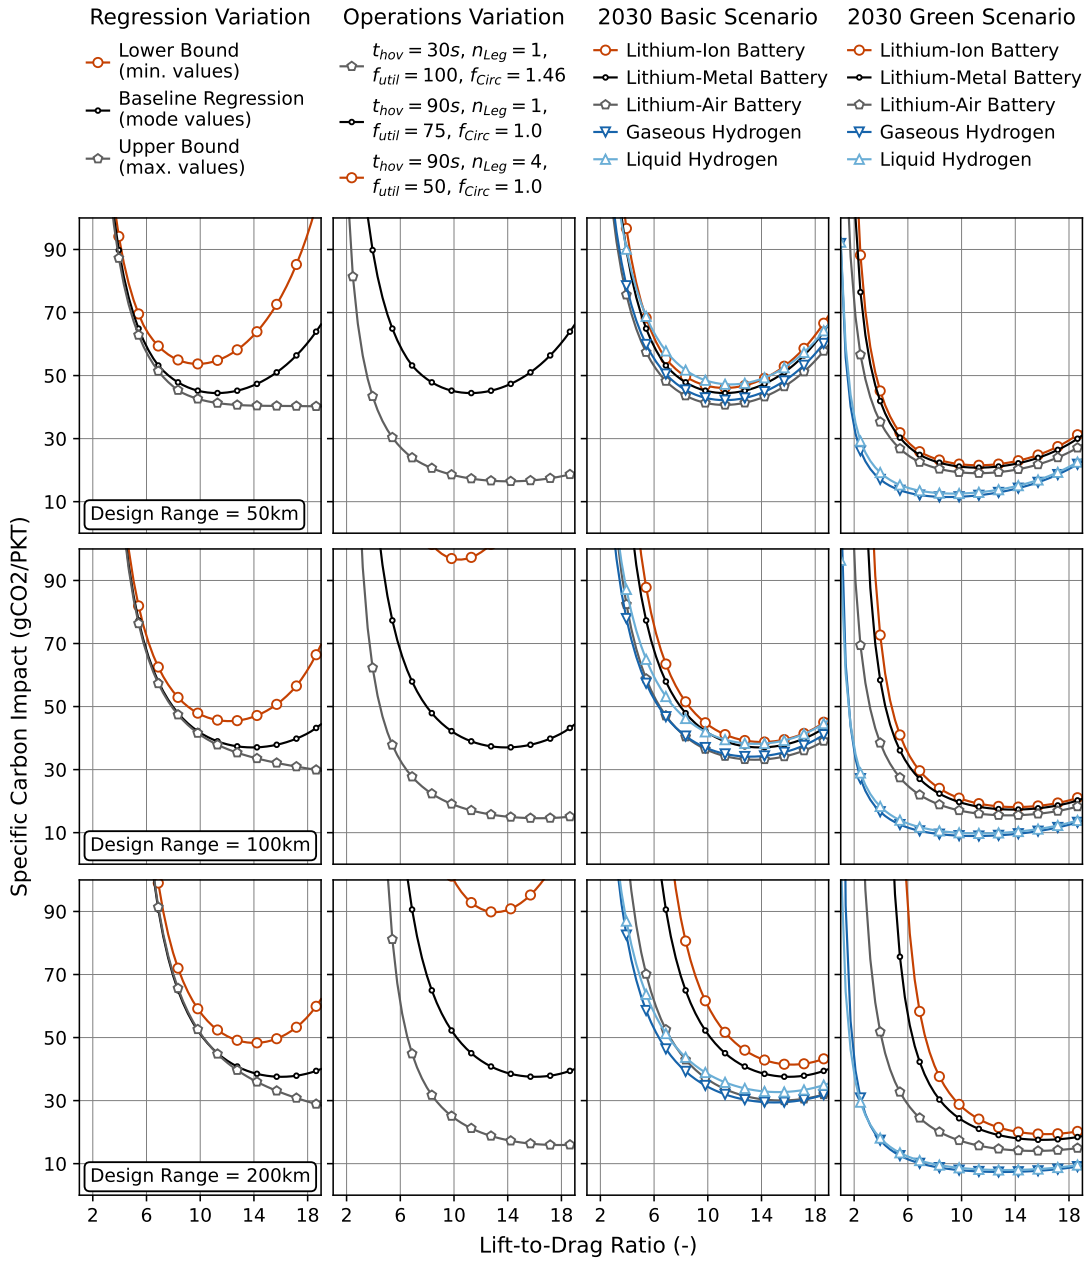 Regression Variation
Lower Bound
(min. values)
Baseline Regression
(mode values)
Upper Bound
(max. values)
Operations Variation
t_hov = 30s, n_Leg = 1,
f_util = 100, f_Circ = 1.46
t_hov = 90s, n_Leg = 1,
f_util = 75, f_Circ = 1.0
t_hov = 90s, n_Leg = 4,
f_util = 50, f_Circ = 1.0
2030 Basic Scenario
Lithium-Ion Battery
Lithium-Metal Battery
Lithium-Air Battery
Gaseous Hydrogen
Liquid Hydrogen
2030 Green Scenario
Lithium-Ion Battery
Lithium-Metal Battery
Lithium-Air Battery
Gaseous Hydrogen
Liquid Hydrogen
Specific Carbon Impact (gCO2/PKT)
90
70
50
30
10
Design Range = 50km
90
70
50
30
10
Design Range = 100km
90
70
50
30
10
Design Range = 200km
2 6 10 14 18
2 6 10 14 18
2 6 10 14 18
2 6 10 14 18
Lift-to-Drag Ratio (-)